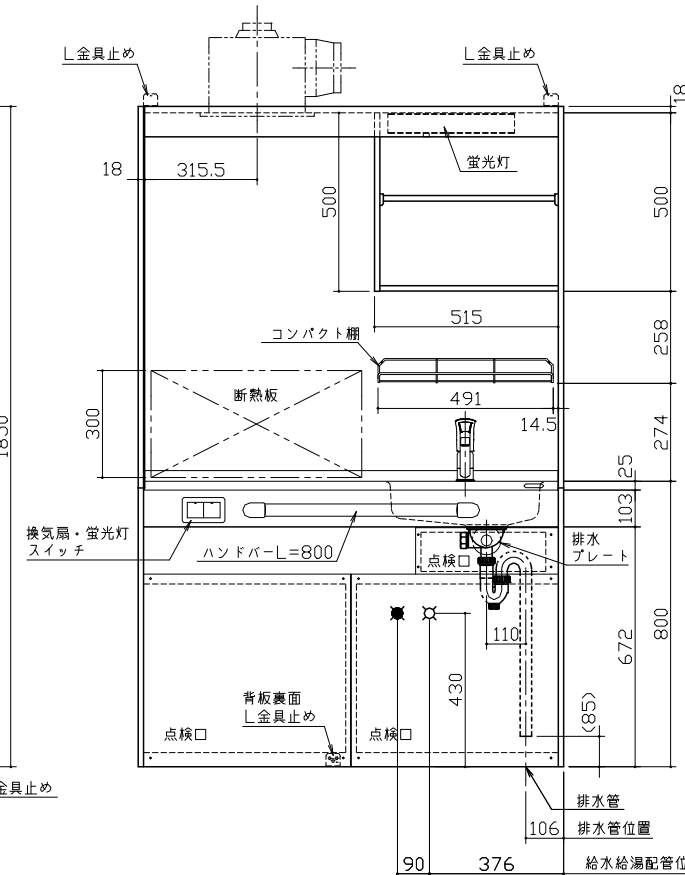 L金具止め
L金具止め
18
蛍光灯
18
315.5
500
500
515
258
コンパクト棚
断熱板
491
14.5
300
274
25
1850
103
換気扇・蛍光灯
スイッチ
ハンドバーL=800
排水
プレート
点検口
110
430
672
800
背板裏面
L金具止め
点検口
点検口
(85)
金具止め
排水管
106
排水管位置
90
376
給水給湯配管位